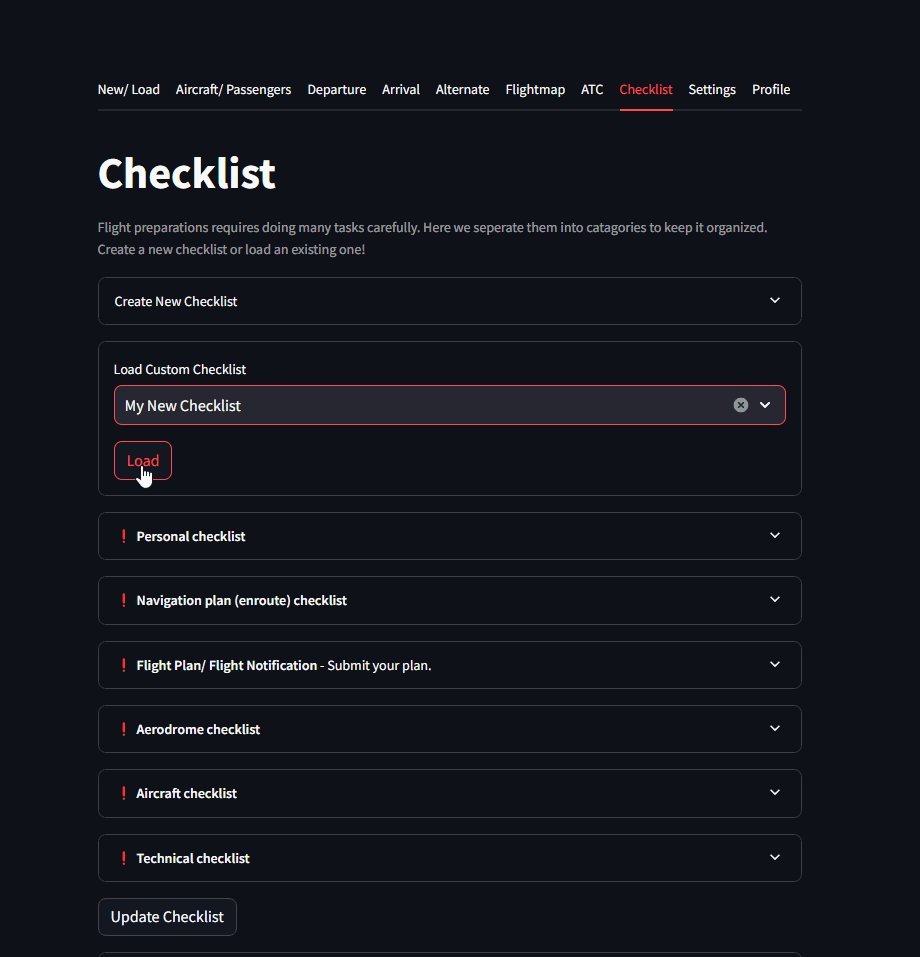 New/ Load Aircraft/ Passengers Departure Arrival Alternate Flightmap ATC Checklist Settings Profile
Checklist
Flight preparations requires doing many tasks carefully. Here we seperate them into catagories to keep it organized.
Create a new checklist or load an existing one!
Create New Checklist
Load Custom Checklist
My New Checklist
Load
❗ Personal checklist
❗ Navigation plan (enroute) checklist
❗ Flight Plan/ Flight Notification - Submit your plan.
❗ Aerodrome checklist
❗ Aircraft checklist
❗ Technical checklist
Update Checklist